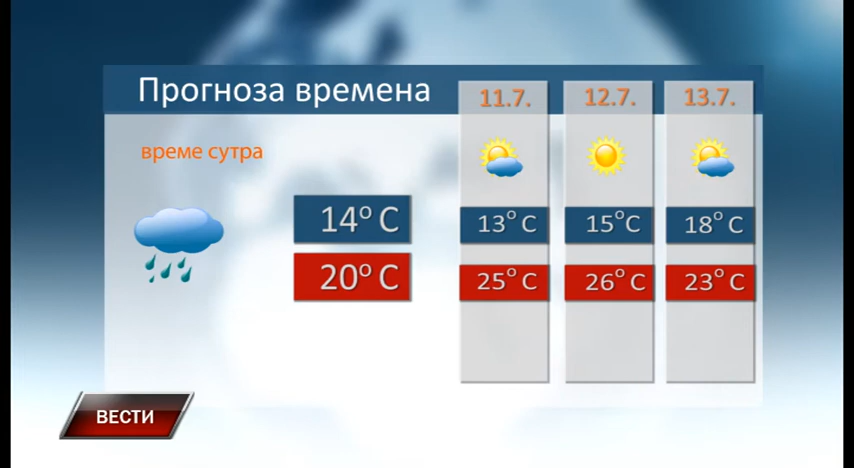 Прогноза времена
време сутра
14° C
20° C
11.7. 12.7. 13.7.
13° C 15°C 18° C
25° C 26° C 23° C
ВЕСТИ